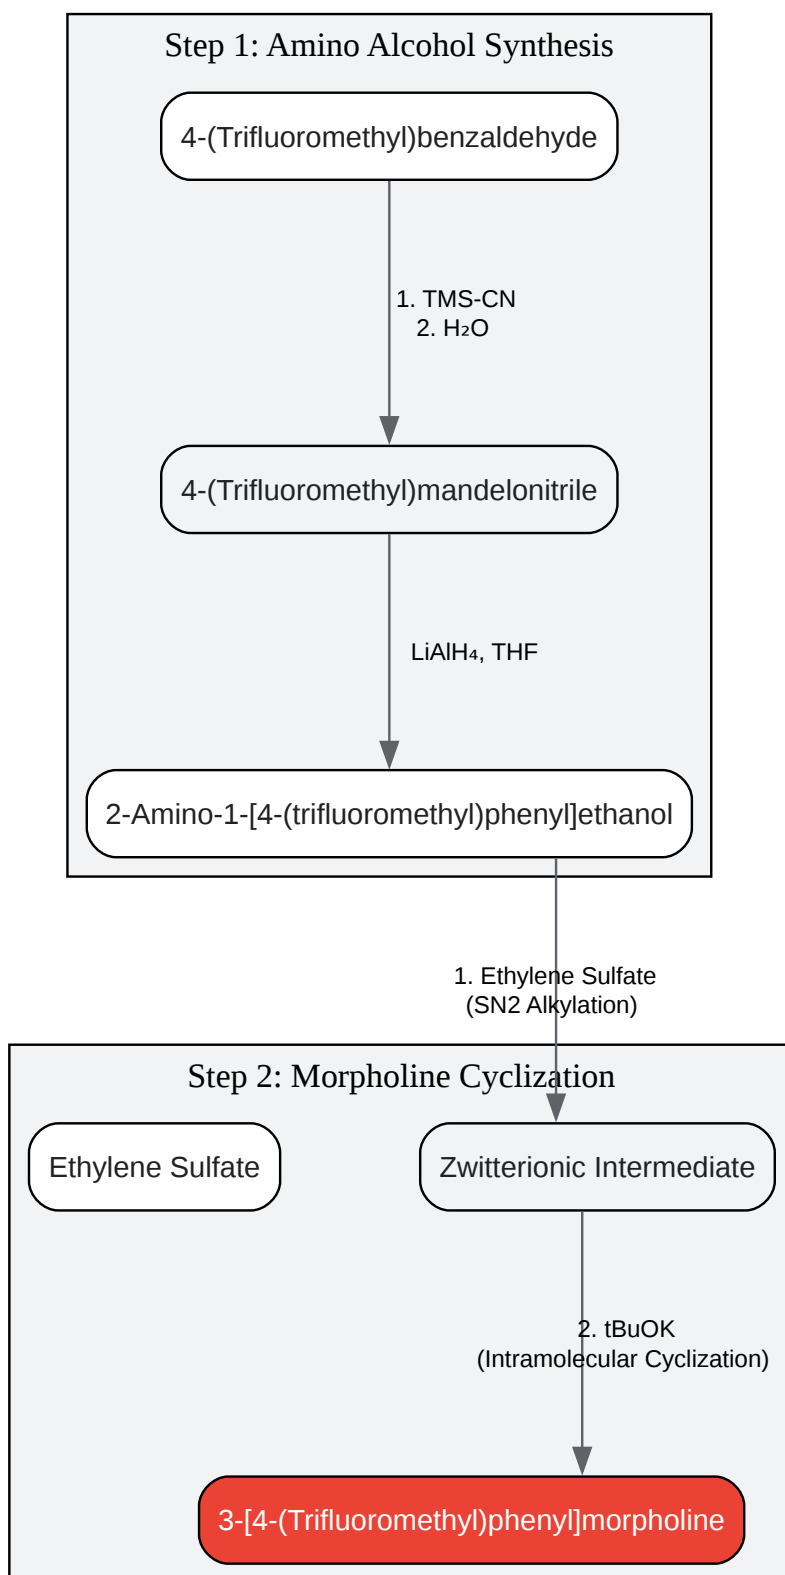 Step 1: Amino Alcohol Synthesis
4-(Trifluoromethyl)benzaldehyde
1. TMS-CN
2. H₂O
4-(Trifluoromethyl)mandelonitrile
LiAlH₄, THF
2-Amino-1-[4-(trifluoromethyl)phenyl]ethanol
1. Ethylene Sulfate
(SN2 Alkylation)
Step 2: Morpholine Cyclization
Ethylene Sulfate
Zwitterionic Intermediate
2. tBuOK
(Intramolecular Cyclization)
3-[4-(Trifluoromethyl)phenyl]morpholine